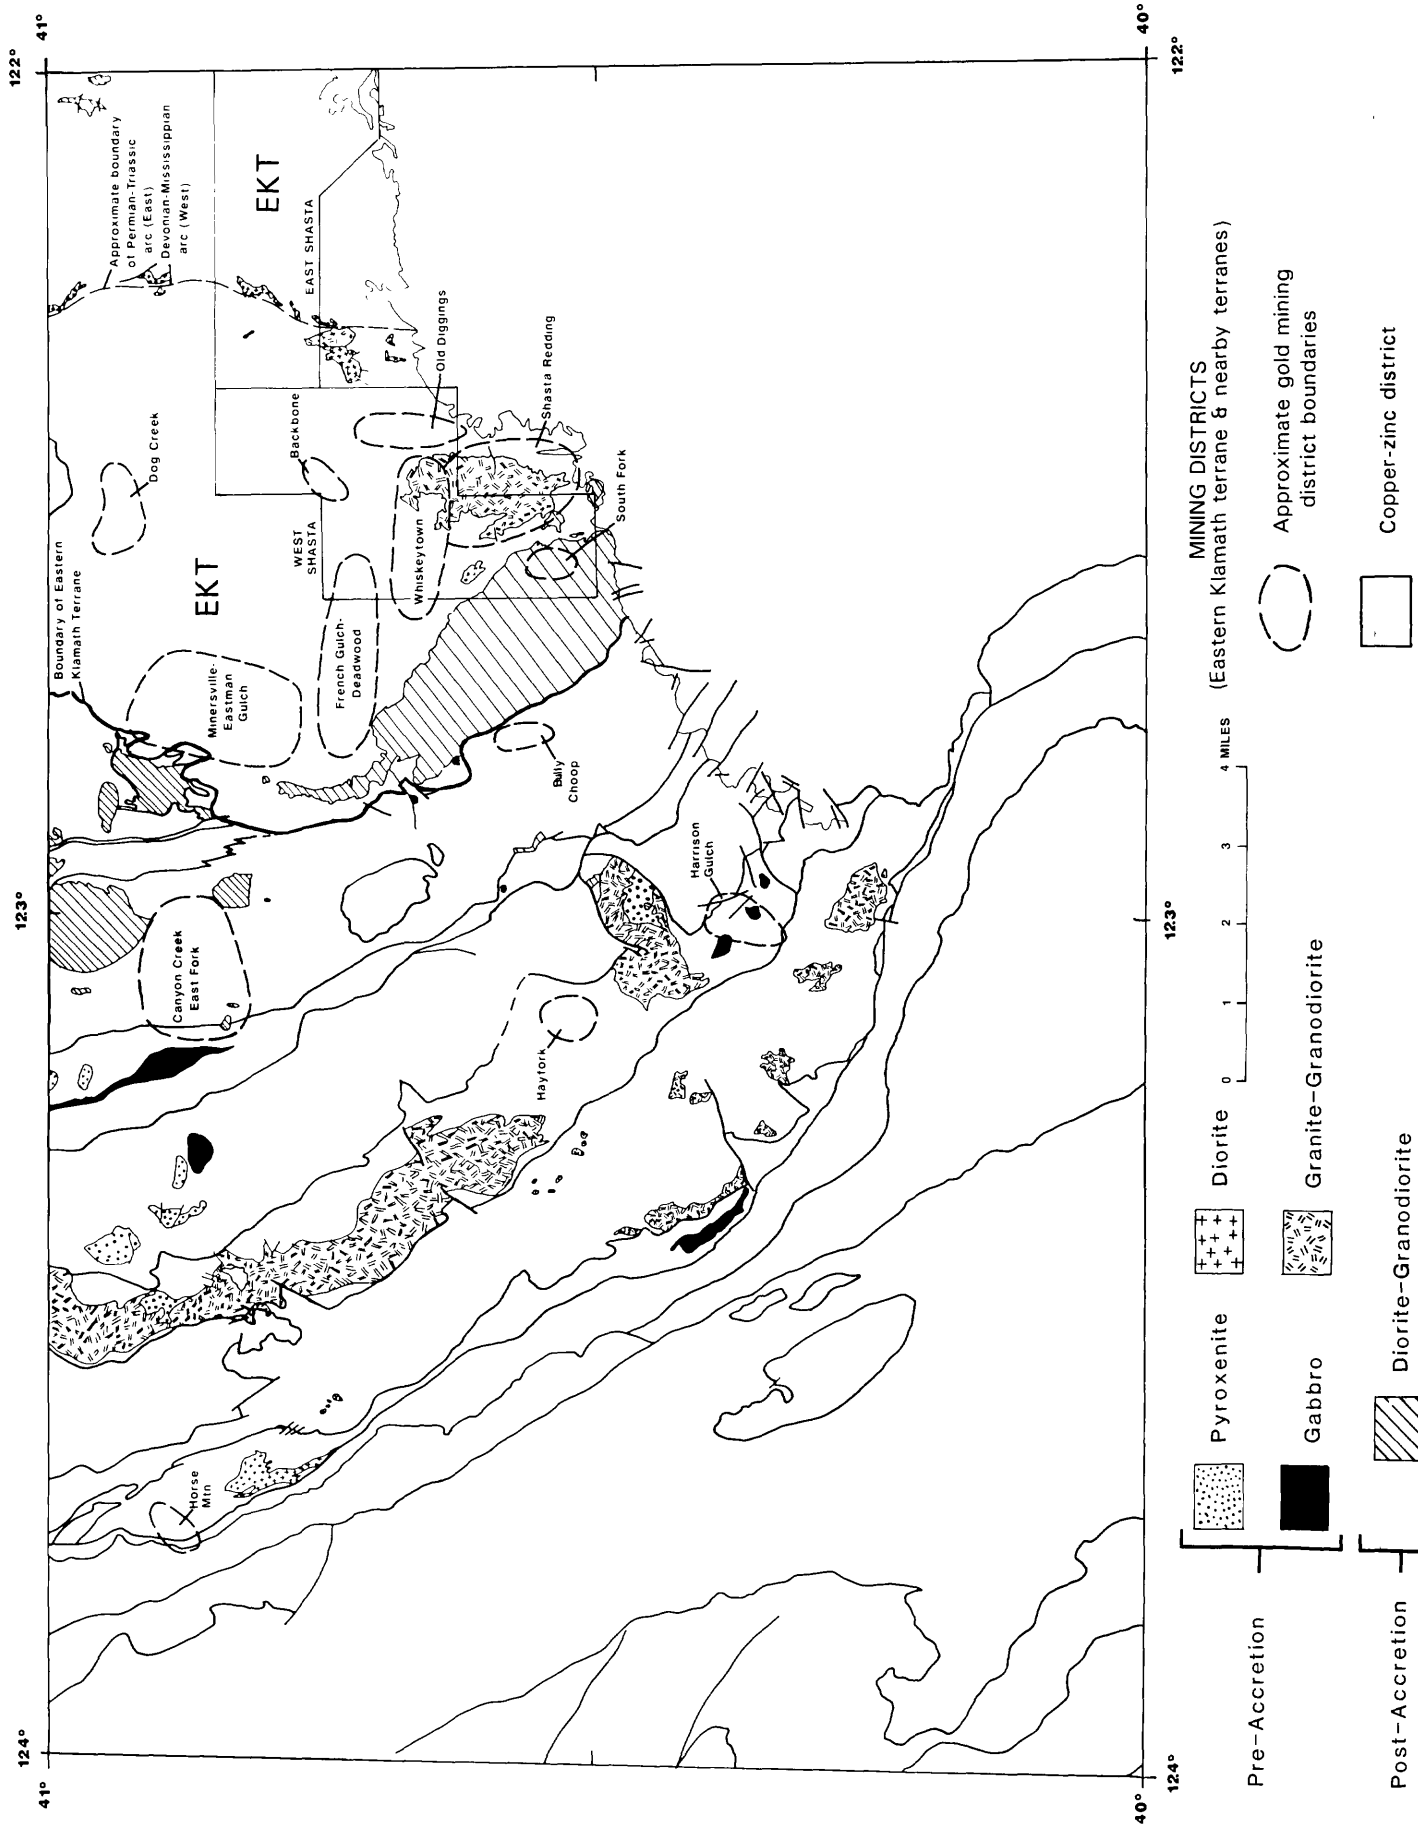 124°
123°
122°
41°
41°
Horse
Mtn
Canyon Creek
East Fork
Minersville-
Eastman
Gulch
Boundary of Eastern
Klamath Terrane
Dog Creek
Approximate boundary
of Permian-Triassic
arc (East)
Devonian-Mississippian
arc (West)
EKT
EKT
WEST
SHASTA
EAST SHASTA
Backbone
French Gulch-
Deadwood
Whiskeytown
Old Diggings
Shasta Redding
South Fork
Bully
Choop
Hayfork
Harrison
Gulch
40°
40°
124°
123°
122°
MINING DISTRICTS
(Eastern Klamath terrane & nearby terranes)
Approximate gold mining
district boundaries
Copper-zinc district
0 1 2 3 4 MILES
Pre-Accretion
Pyroxenite
Diorite
Gabbro
Granite-Granodiorite
Post-Accretion
Diorite-Granodiorite